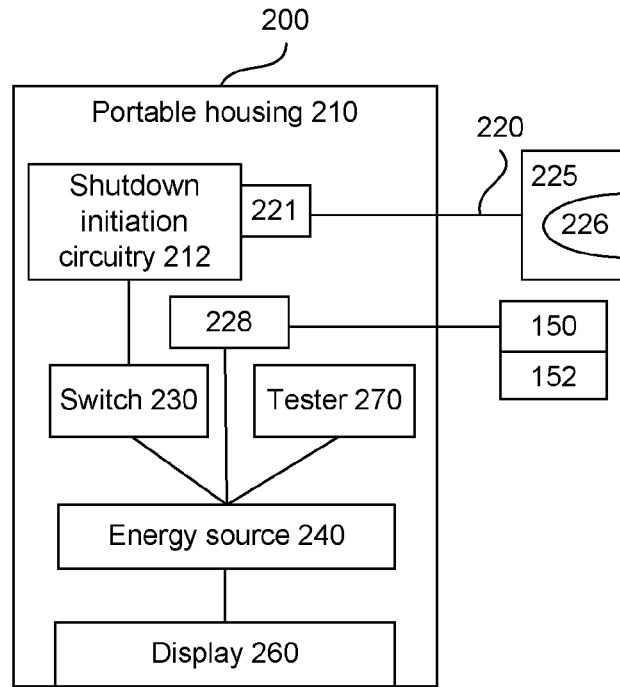 200
Portable housing 210
220
Shutdown
initiation
circuitry 212
221
225
226
228
150
152
Switch 230
Tester 270
Energy source 240
Display 260